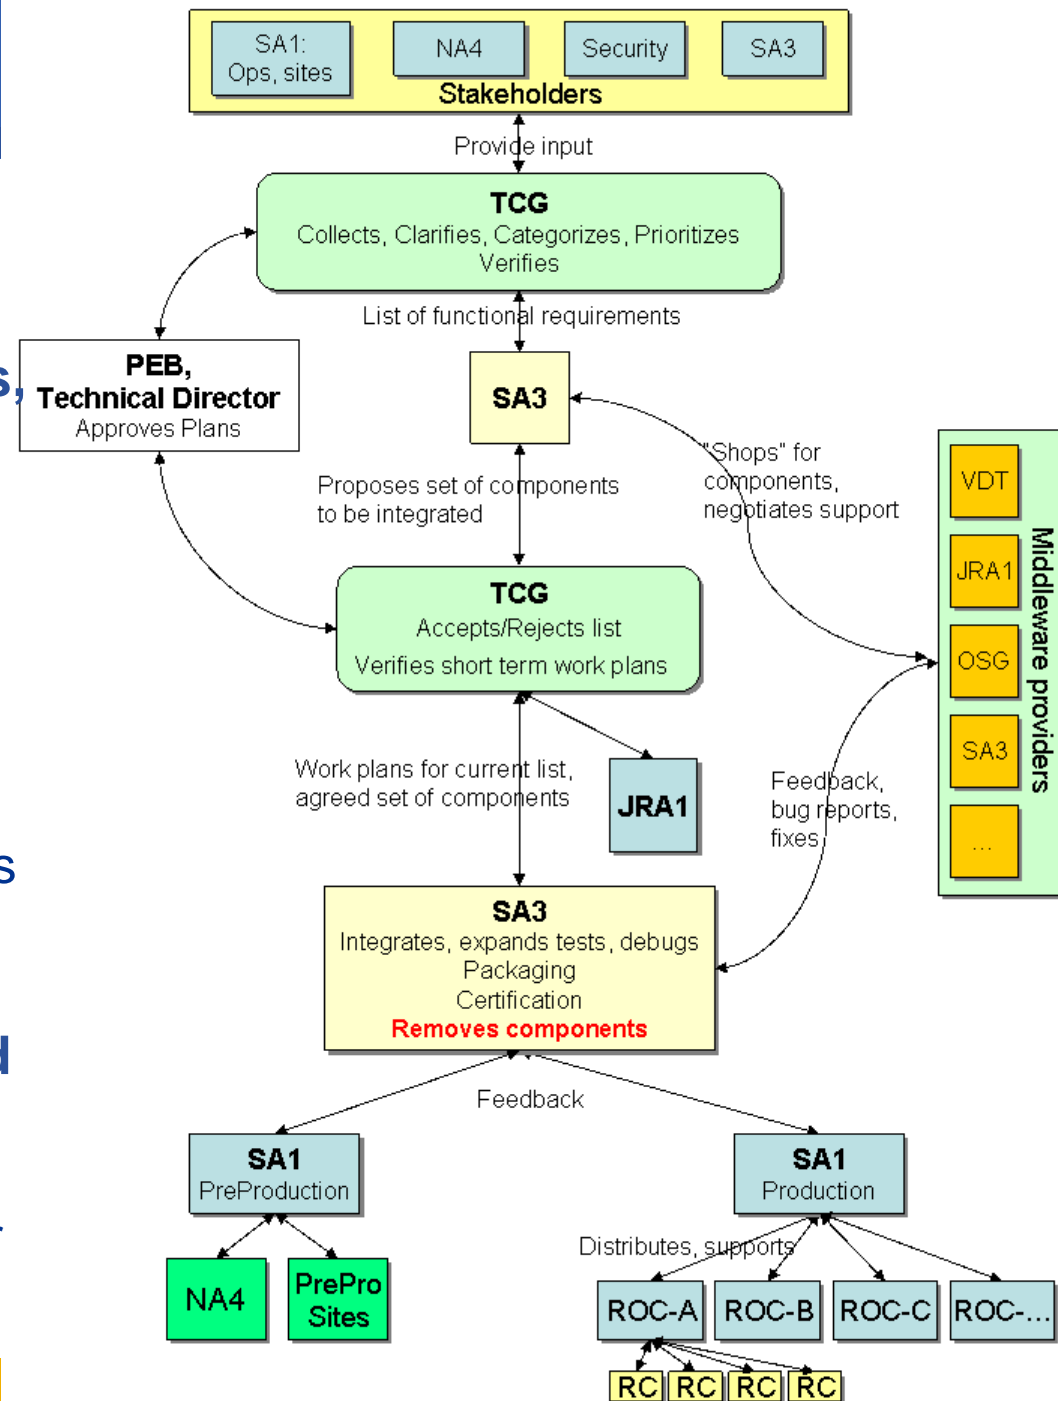 SA1:
Ops, sites
NA4
Security
SA3
Stakeholders
Provide input
TCG
Collects, Clarifies, Categorizes, Prioritizes
Verifies
List of functional requirements
PEB,
Technical Director
Approves Plans
s,
SA3
"Shops" for
components,
negotiates support
Proposes set of components
to be integrated
VDT
JRA1
OSG
SA3
...
Middleware providers
TCG
Accepts/Rejects list
Verifies short term work plans
Work plans for current list,
agreed set of components
JRA1
Feedback,
bug reports,
fixes
s
SA3
Integrates, expands tests, debugs
Packaging
Certification
Removes components
Feedback
SA1
PreProduction
SA1
Production
NA4
PrePro
Sites
Distributes, supports
ROC-A
ROC-B
ROC-C
ROC-...
RC
RC
RC
RC